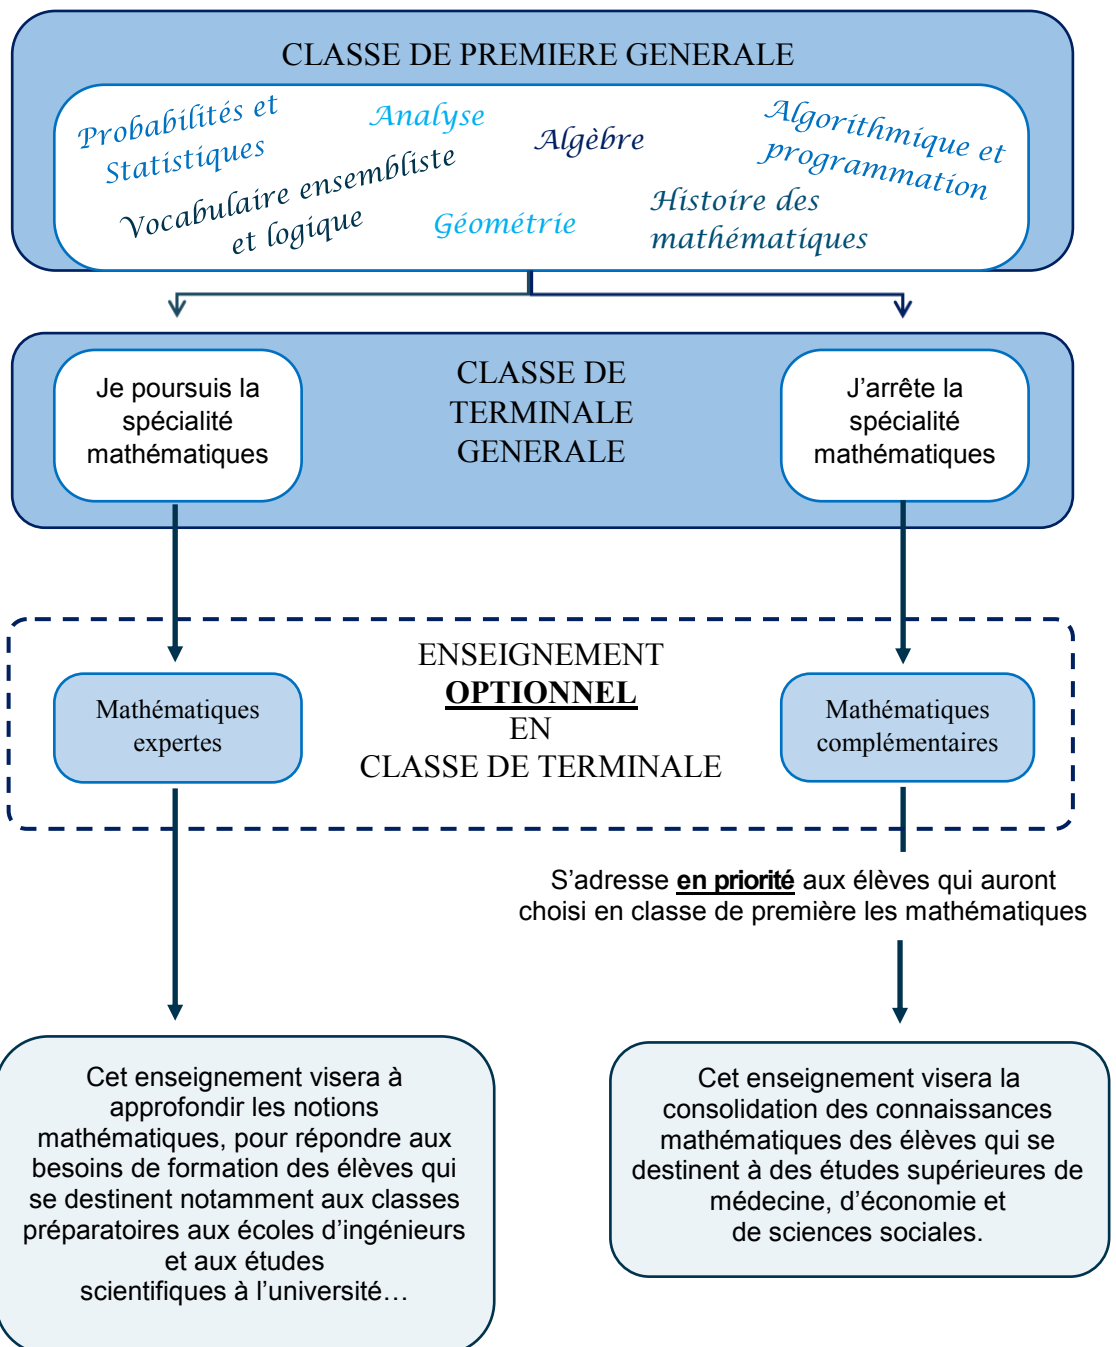 CLASSE DE PREMIERE GENERALE
Probabilités et
Statistiques
Analyse
Algèbre
Algorithmique et
programmation
Vocabulaire ensembliste
et logique
Géométrie
Histoire des
mathématiques
Je poursuis la
spécialité
mathématiques
CLASSE DE
TERMINALE
GENERALE
J’arrête la
spécialité
mathématiques
ENSEIGNEMENT
OPTIONNEL
EN
CLASSE DE TERMINALE
Mathématiques
expertes
Mathématiques
complémentaires
S’adresse en priorité aux élèves qui auront
choisi en classe de première les mathématiques
Cet enseignement visera à
approfondir les notions
mathématiques, pour répondre aux
besoins de formation des élèves qui
se destinent notamment aux classes
préparatoires aux écoles d’ingénieurs
et aux études
scientifiques à l’université…
Cet enseignement visera la
consolidation des connaissances
mathématiques des élèves qui se
destinent à des études supérieures de
médecine, d’économie et
de sciences sociales.